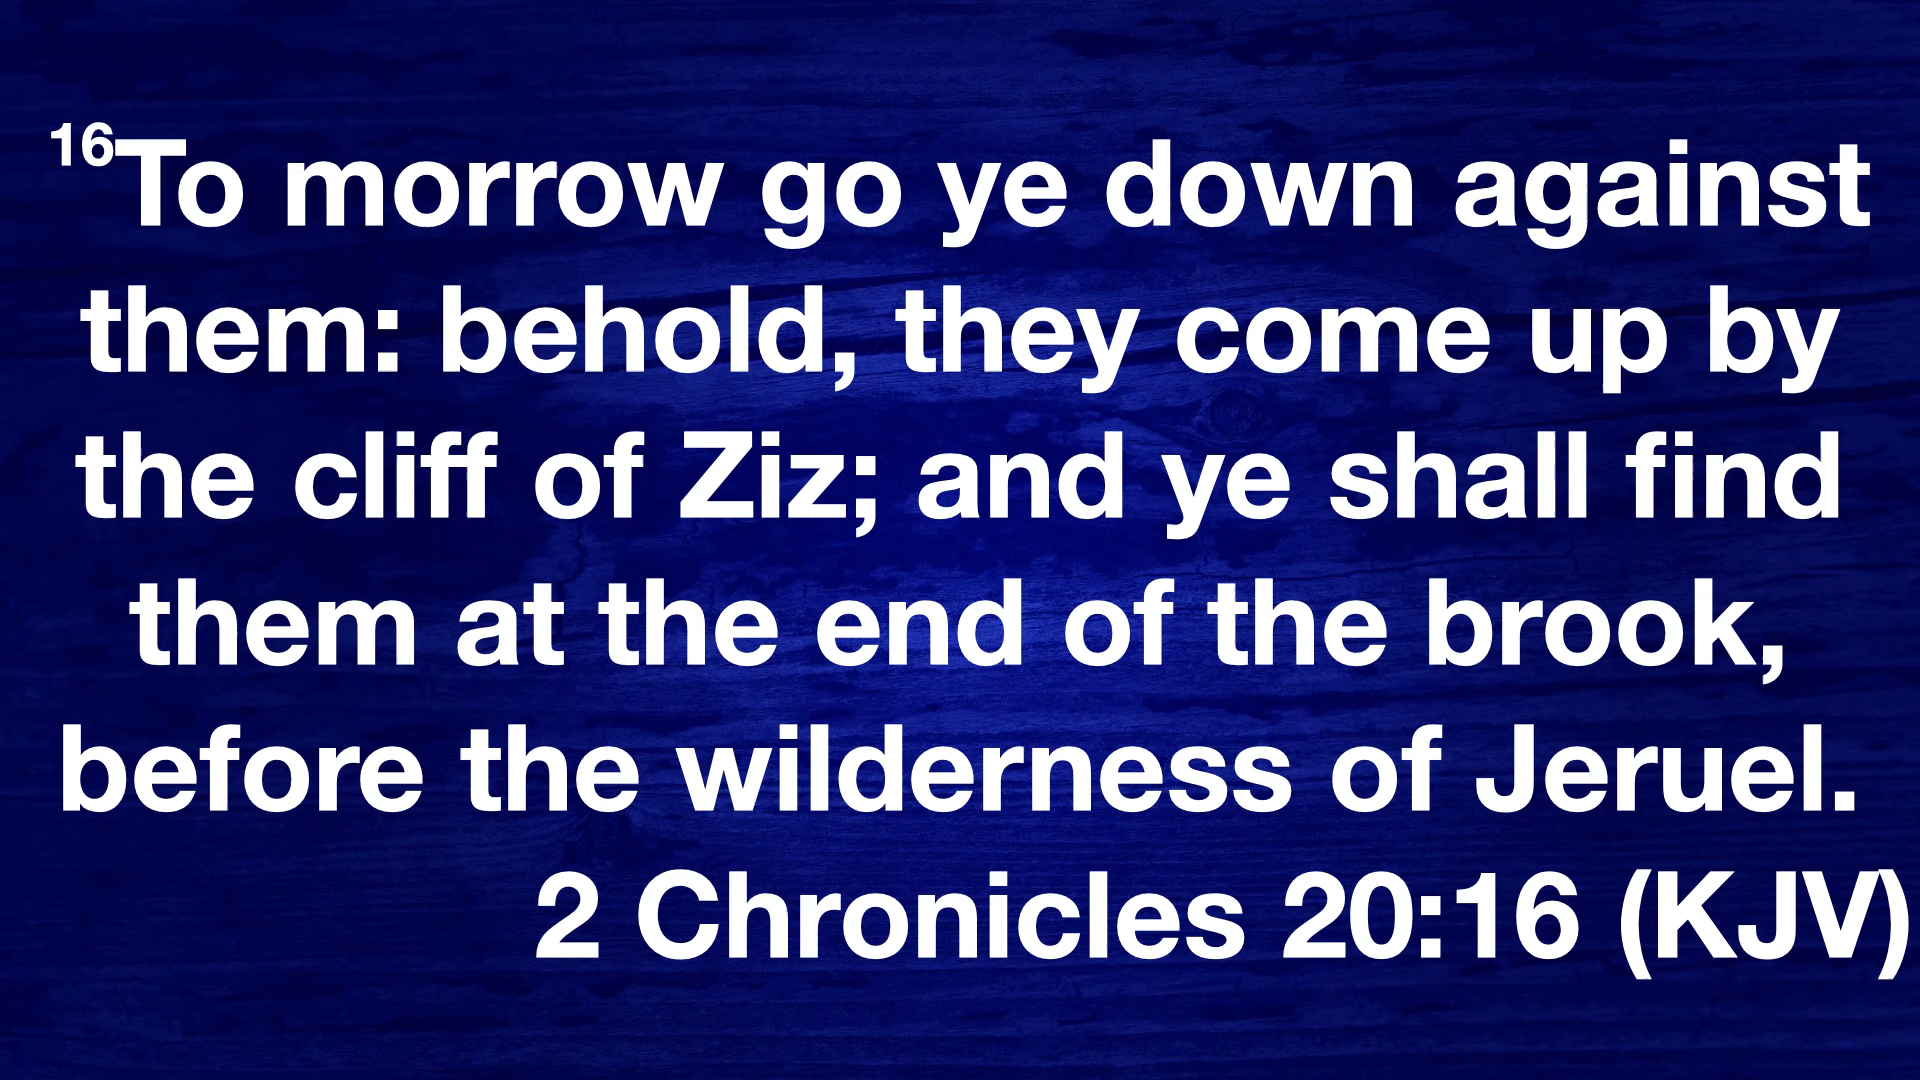 16To morrow go ye down against
them: behold, they come up by
the cliff of Ziz; and ye shall find
them at the end of the brook,
before the wilderness of Jeruel.
2 Chronicles 20:16 (KJV)